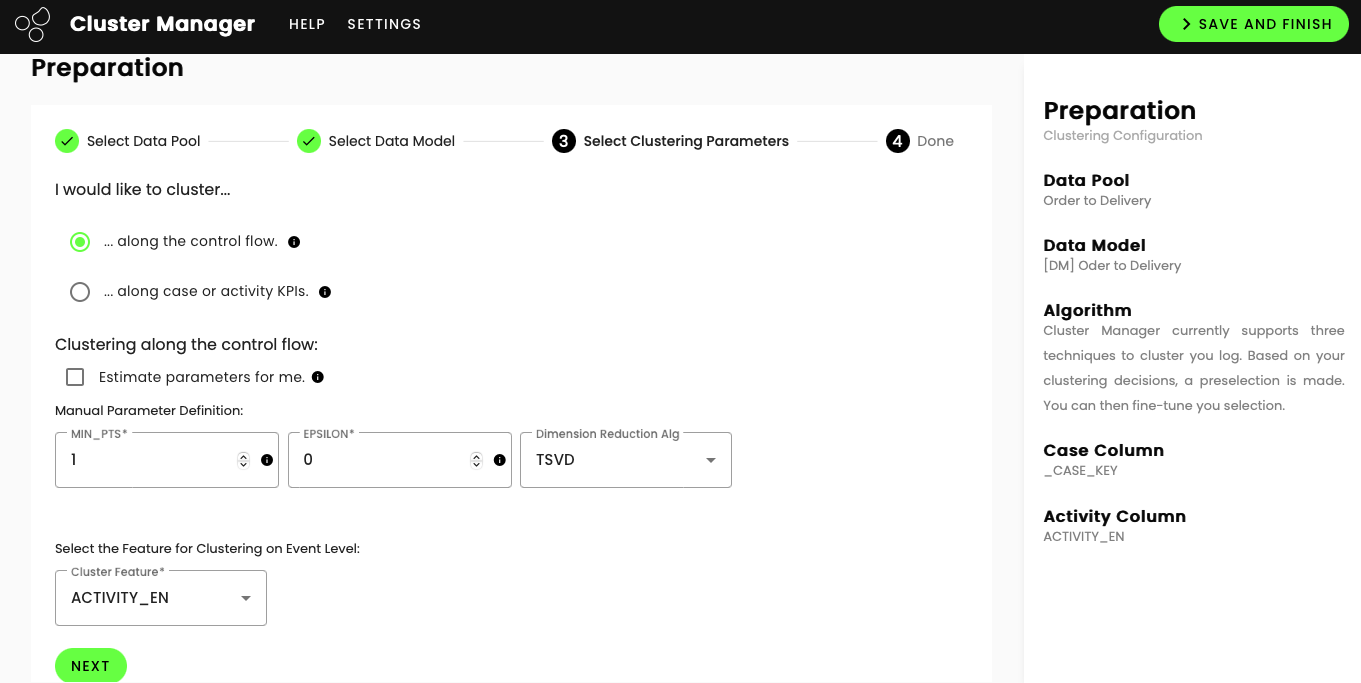 Cluster Manager HELP SETTINGS
SAVE AND FINISH
Preparation
Select Data Pool
Select Data Model
3 Select Clustering Parameters
4 Done
I would like to cluster...
... along the control flow.
... along case or activity KPIs.
Clustering along the control flow:
Estimate parameters for me.
Manual Parameter Definition:
MIN_PTS*
1
EPSILON*
0
Dimension Reduction Alg
TSVD
Select the Feature for Clustering on Event Level:
Cluster Feature*
ACTIVITY_EN
NEXT
Preparation
Clustering Configuration
Data Pool
Order to Delivery
Data Model
[DM] Oder to Delivery
Algorithm
Cluster Manager currently supports three
techniques to cluster you log. Based on your
clustering decisions, a preselection is made.
You can then fine-tune you selection.
Case Column
_CASE_KEY
Activity Column
ACTIVITY_EN